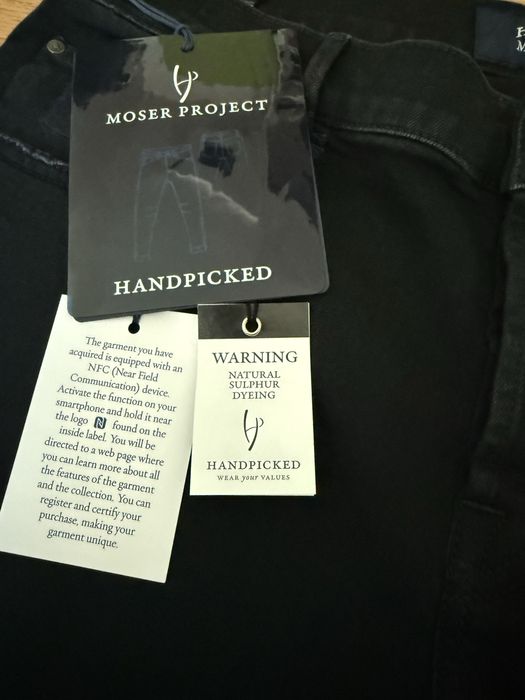 MOSER PROJECT
HANDPICKED
The garment you have
acquired is equipped with an
NFC (Near Field
Communication) device.
Activate the function on your
smartphone and hold it near
the logo N found on the
inside label. You will be
directed to a web page where
you can learn more about all
the features of the garment
and the collection. You can
register and certify your
purchase, making your
garment unique.
WARNING
NATURAL
SULPHUR
DYEING
HANDPICKED
WEAR your VALUES